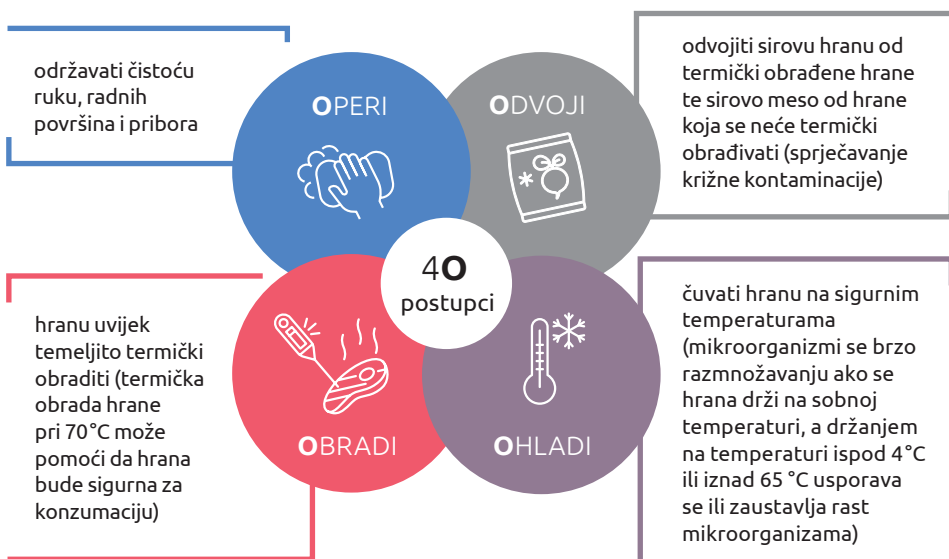 održavati čistoću
ruku, radnih
površina i pribora
OPERI
ODVOJI
odvojiti sirovu hranu od
termički obrađene hrane
te sirovo meso od hrane
koja se neće termički
obrađivati (sprječavanje
križne kontaminacije)
4O
postupci
hranu uvijek
temeljito termički
obraditi (termička
obrada hrane
pri 70 °C može
pomoći da hrana
bude sigurna za
konzumaciju)
OBRADI
OHLADI
čuvati hranu na sigurnim
temperaturama
(mikroorganizmi se brzo
razmnožavanju ako se
hrana drži na sobnoj
temperaturi, a držanjem
na temperaturi ispod 4 °C
ili iznad 65 °C usporava
se ili zaustavlja rast
mikroorganizama)